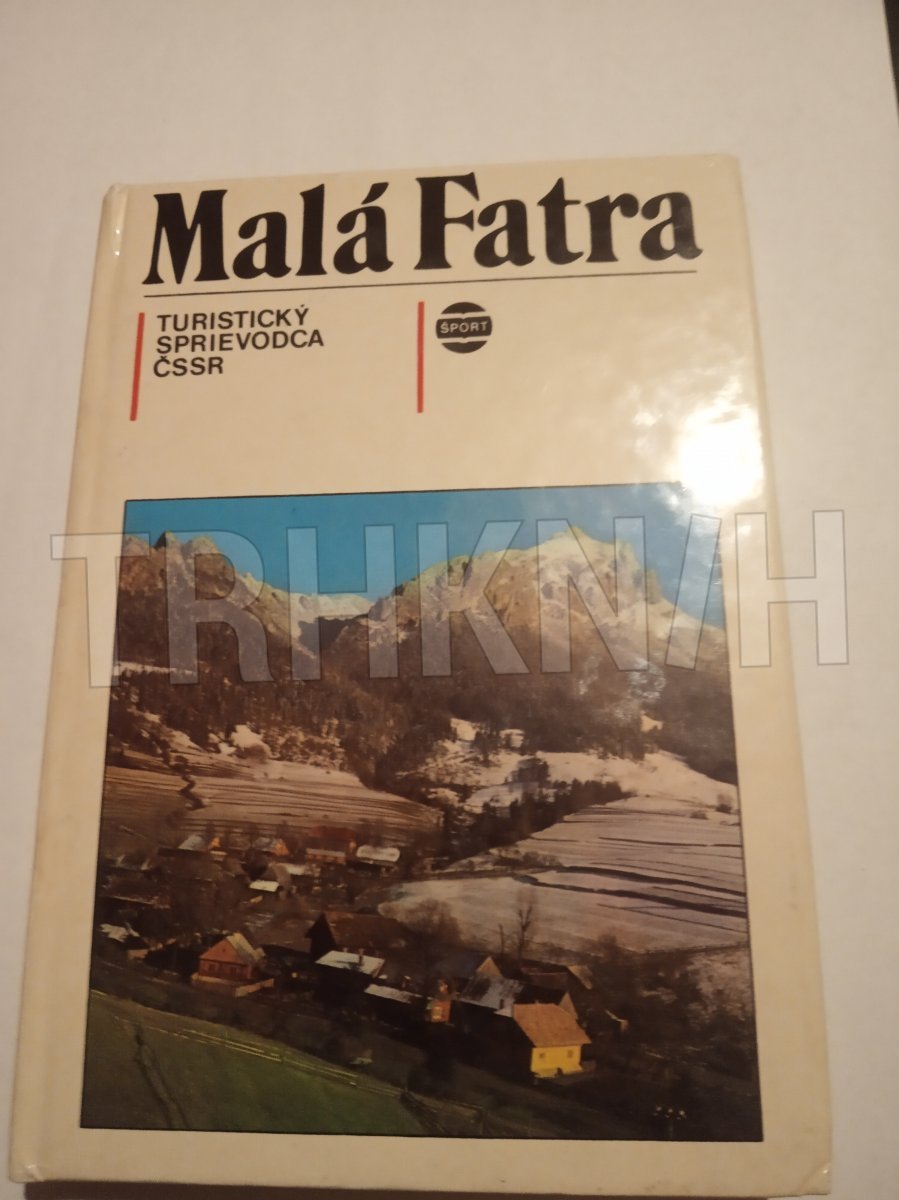 Malá Fatra
TURISTICKÝ
SPRIEVODCA
ČSSR
ŠPORT
TRHKNIH